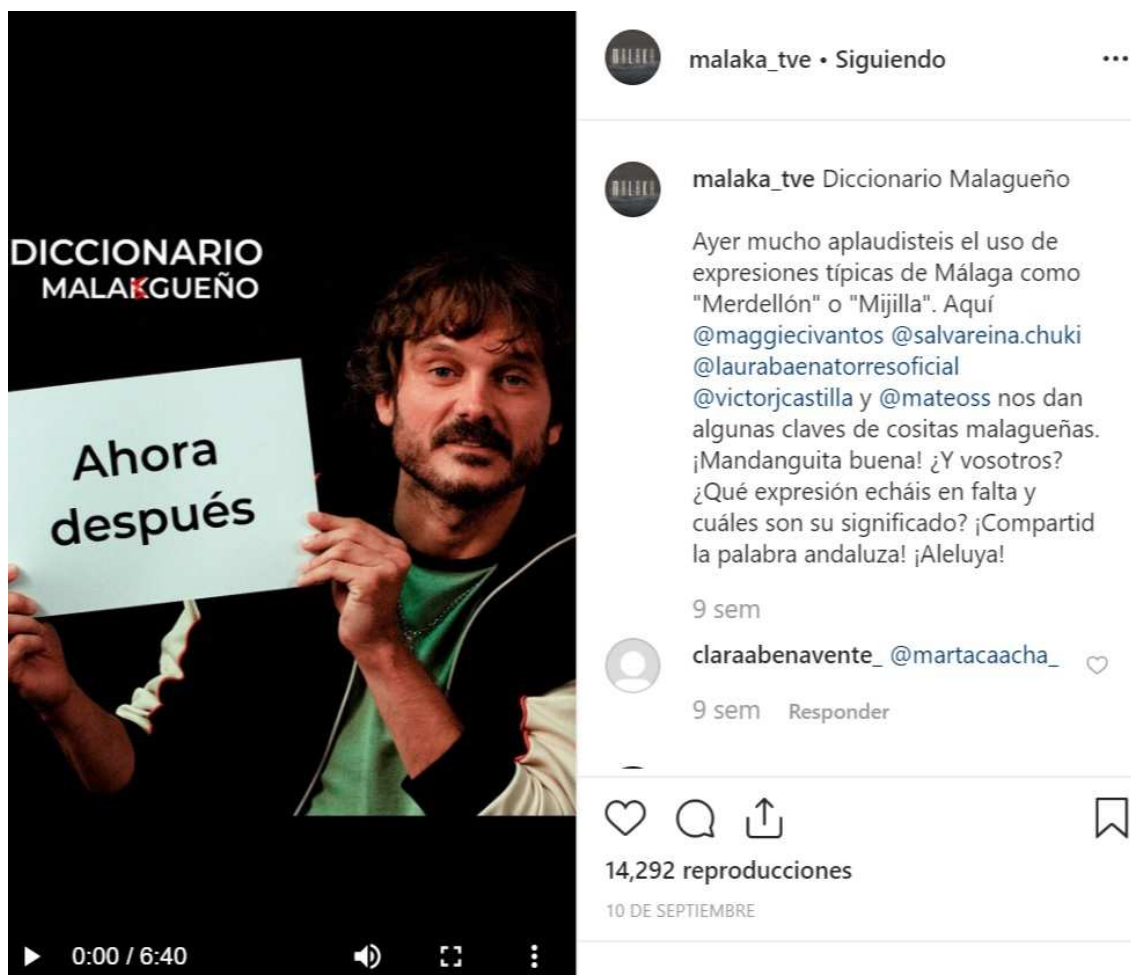 DICCIONARIO
MALAKGUEÑO
Ahora
después
0:00 / 6:40
MALAKA
malaka_tve • Siguiendo
MALAKA
malaka_tve Diccionario Malagueño
Ayer mucho aplaudisteis el uso de
expresiones típicas de Málaga como
"Merdellón" o "Mijilla". Aquí
@maggiecivantos @salvareina.chuki
@laurabaenatorresoficial
@victorjcastilla y @mateoss nos dan
algunas claves de cositas malagueñas.
¡Mandanguita buena! ¿Y vosotros?
¿Qué expresión echáis en falta y
cuáles son su significado? ¡Compartid
la palabra andaluza! ¡Aleluya!
9 sem
claraabenavente_ @martacaacha_
9 sem Responder
14,292 reproducciones
10 DE SEPTIEMBRE